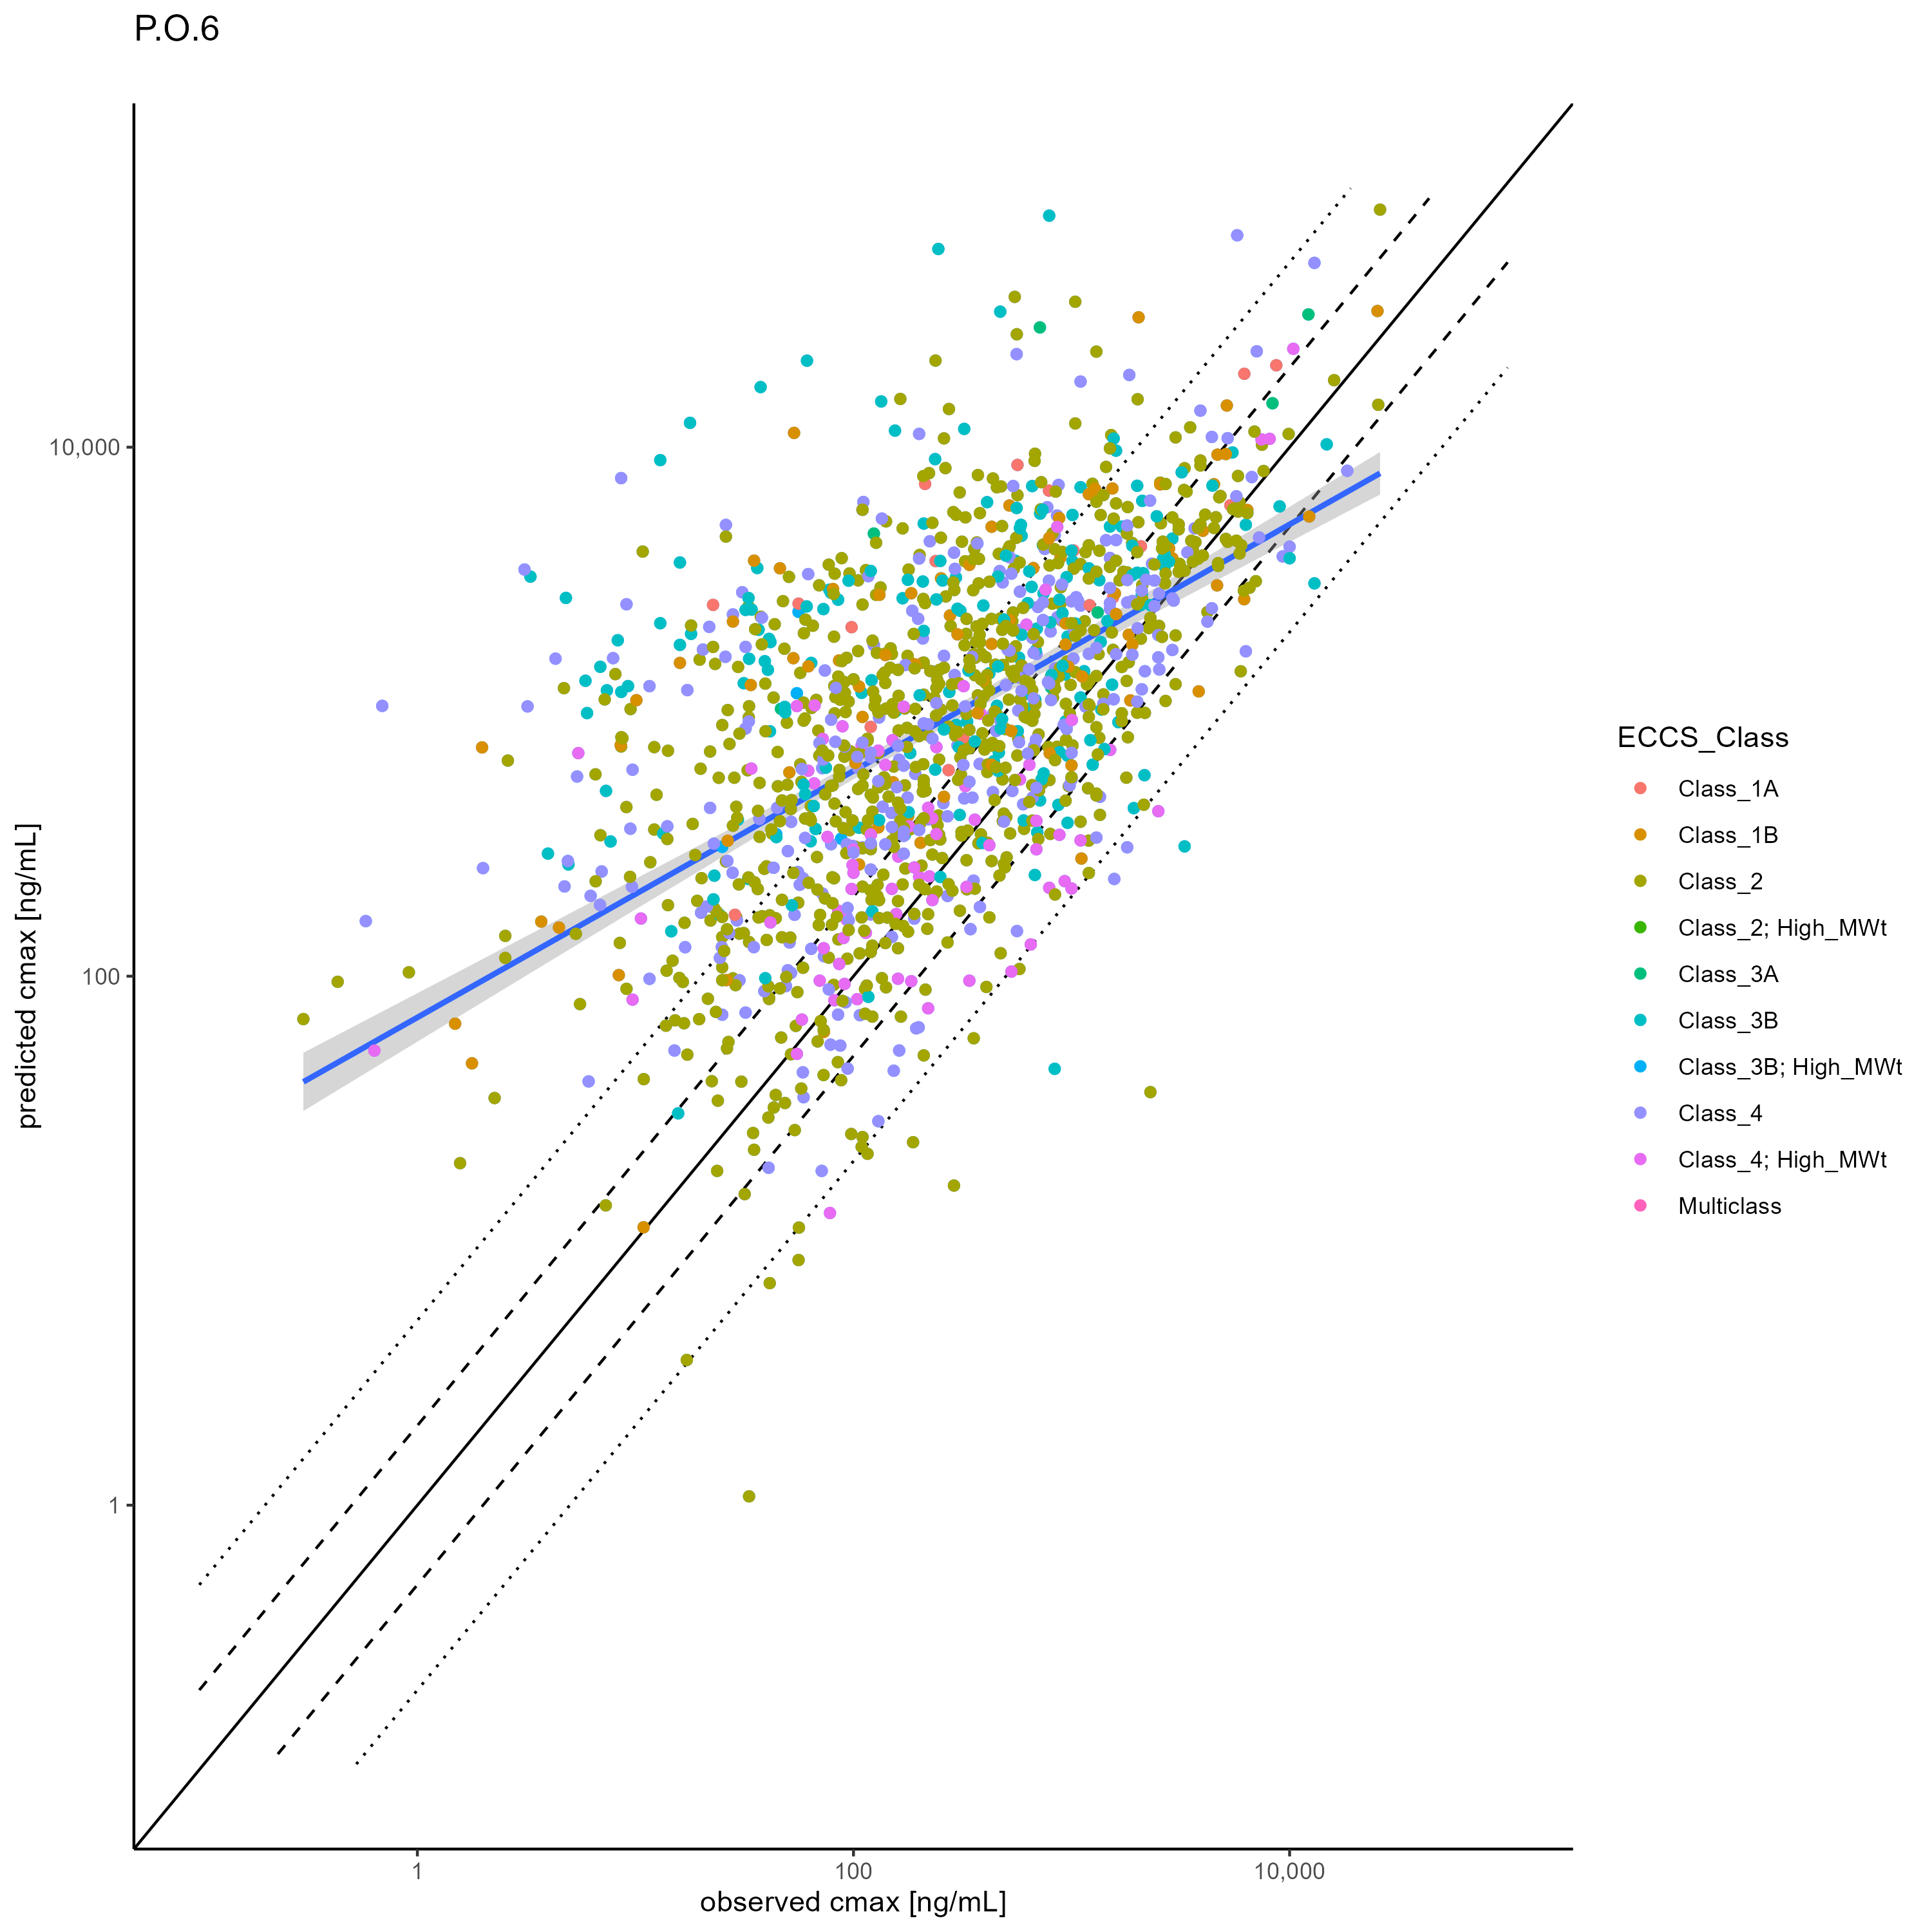 P.O.6
predicted cmax [ng/mL]
10,000
100
1
1
100
10,000
observed cmax [ng/mL]
ECCS_Class
Class_1A
Class_1B
Class_2
Class_2; High_MWt
Class_3A
Class_3B
Class_3B; High_MWt
Class_4
Class_4; High_MWt
Multiclass